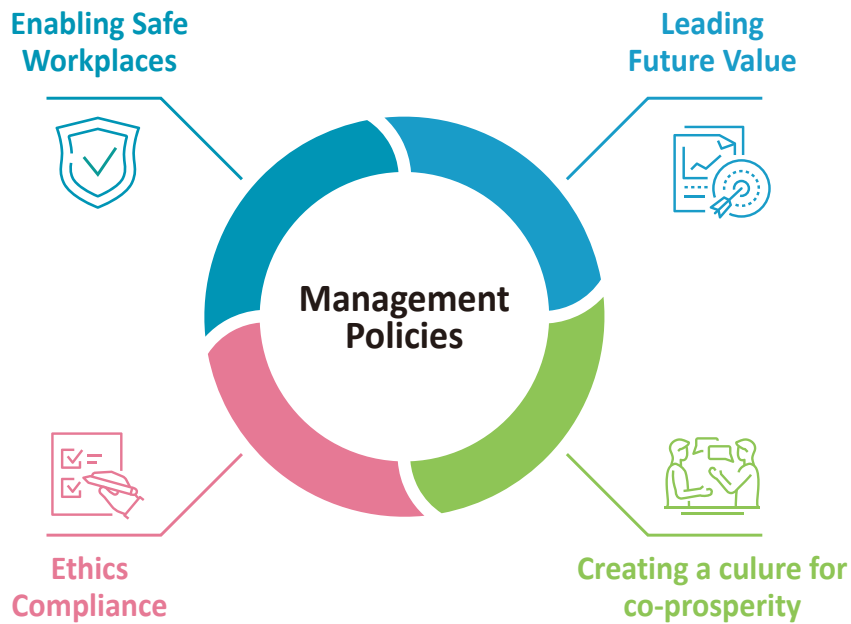 Enabling Safe
Workplaces
Leading
Future Value
Management
Policies
Ethics
Compliance
Creating a culure for
co-prosperity